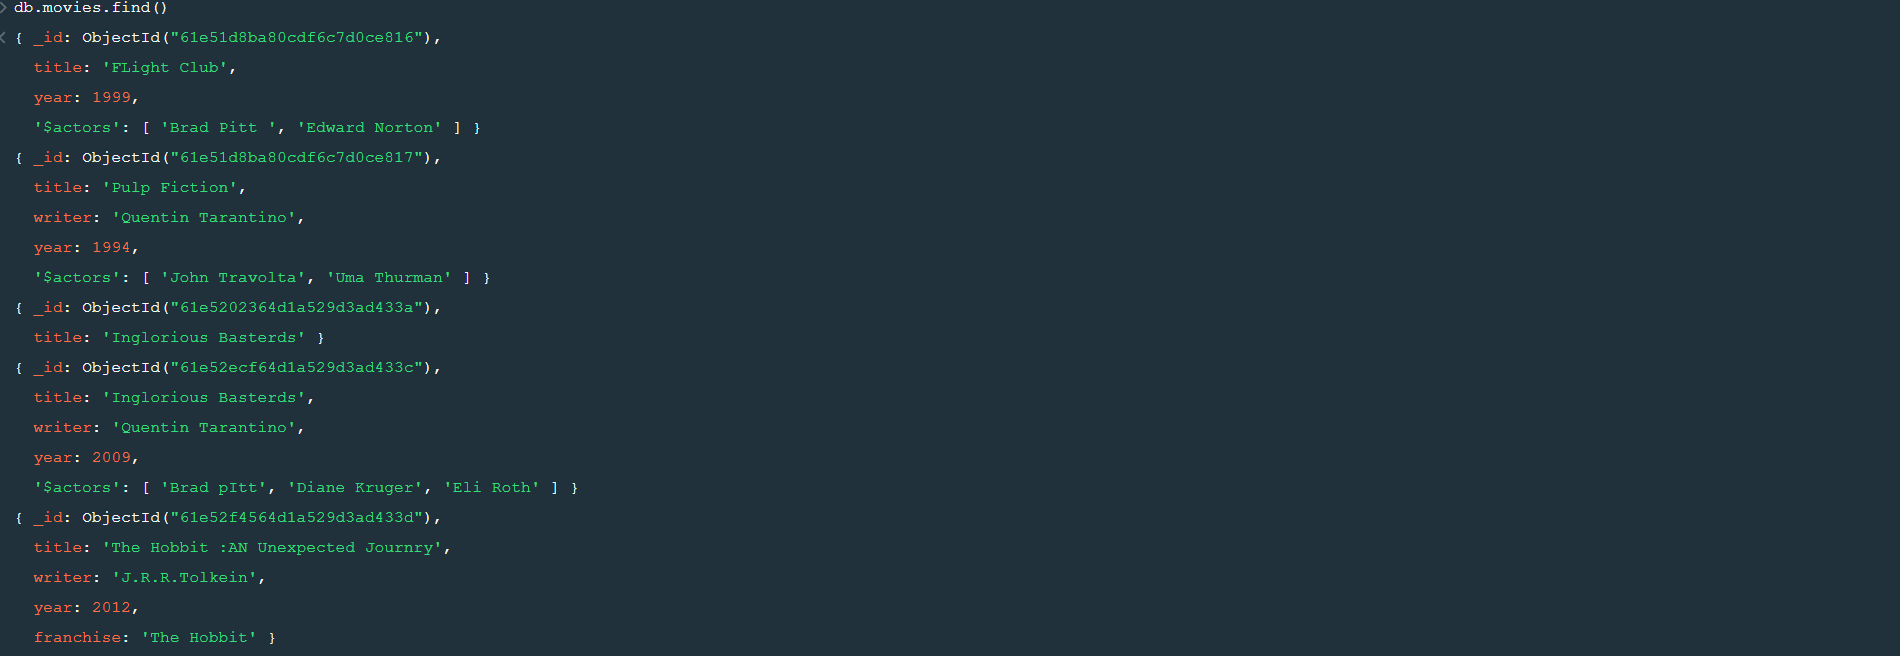 > db.movies.find()
< { _id: ObjectId("61e51d8ba80cdf6c7d0ce816"),
title: 'FLight Club',
year: 1999,
'$actors': [ 'Brad Pitt ', 'Edward Norton' ] }
{ _id: ObjectId("61e51d8ba80cdf6c7d0ce817"),
title: 'Pulp Fiction',
writer: 'Quentin Tarantino',
year: 1994,
'$actors': [ 'John Travolta', 'Uma Thurman' ] }
{ _id: ObjectId("61e5202364d1a529d3ad433a"),
title: 'Inglorious Basterds' }
{ _id: ObjectId("61e52ecf64d1a529d3ad433c"),
title: 'Inglorious Basterds',
writer: 'Quentin Tarantino',
year: 2009,
'$actors': [ 'Brad pItt', 'Diane Kruger', 'Eli Roth' ] }
{ _id: ObjectId("61e52f4564d1a529d3ad433d"),
title: 'The Hobbit :AN Unexpected Journry',
writer: 'J.R.R.Tolkein',
year: 2012,
franchise: 'The Hobbit' }